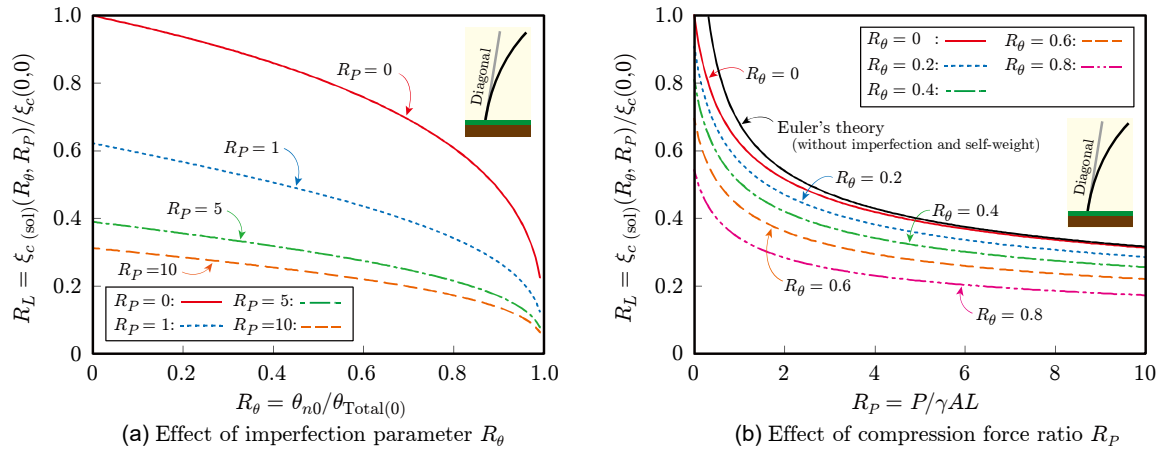 R_L = ξ_c (sol)(R_θ, R_P)/ξ_c(0,0)
1.0
0.8
0.6
0.4
0.2
0
R_P = 0
R_P = 1
R_P = 5
R_P = 10
Diagonal
R_P = 0: R_P = 5:
R_P = 1: R_P = 10:
0 0.2 0.4 0.6 0.8 1.0
R_θ = θ_n0/θ_Total(0)
(a) Effect of imperfection parameter R_θ
R_L = ξ_c (sol)(R_θ, R_P)/ξ_c(0,0)
1.0
0.8
0.6
0.4
0.2
0
R_θ = 0 : R_θ = 0.6:
R_θ = 0.2: R_θ = 0.8:
R_θ = 0.4:
R_θ = 0
Euler's theory
(without imperfection and self-weight)
R_θ = 0.2
R_θ = 0.4
R_θ = 0.6
R_θ = 0.8
Diagonal
0 2 4 6 8 10
R_P = P/γAL
(b) Effect of compression force ratio R_P